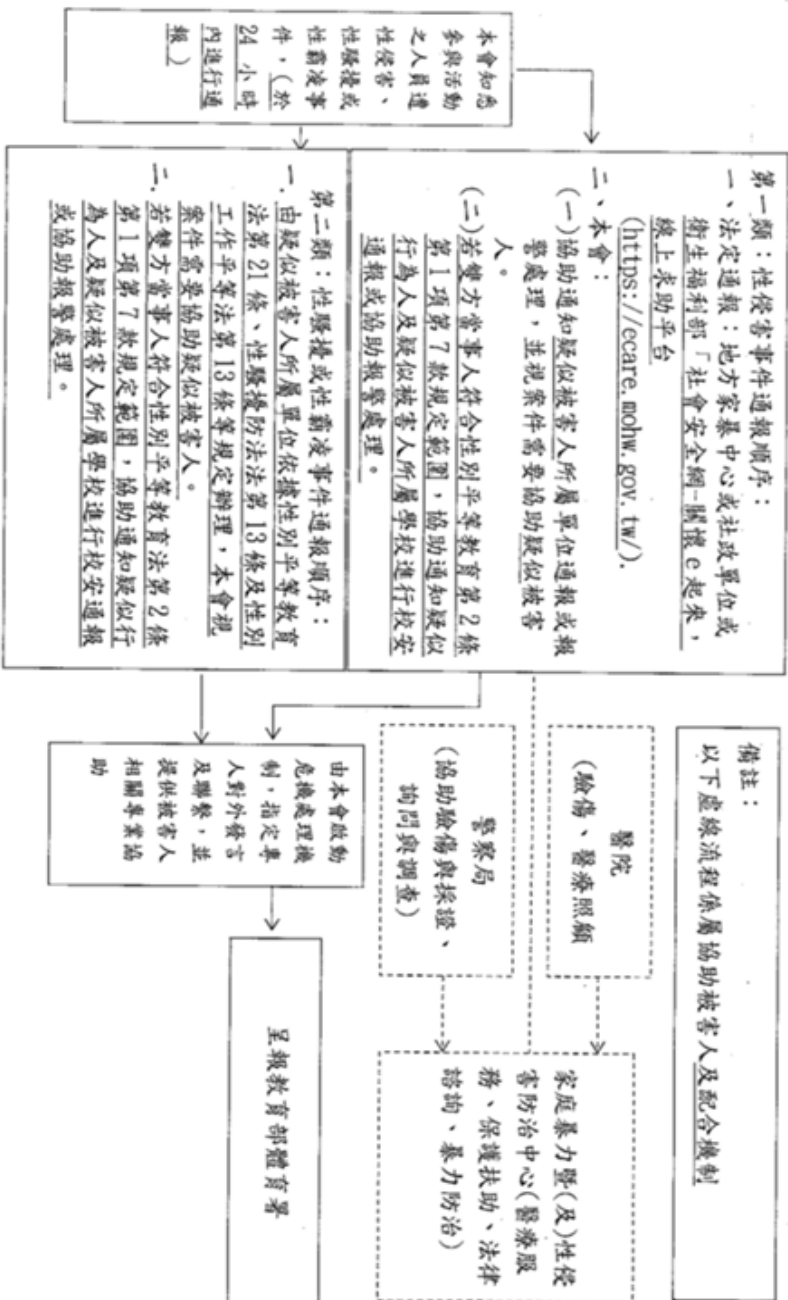 本會知悉
參與活動
之人員遭
性侵害、
性騷擾或
性霸凌事
件，(於
24 小時
內進行通
報)
第一類：性侵害事件通報順序：
一、法定通報：地方家暴中心或社政單位或
衛生福利部「社會安全網-關懷 e 起來，
線上求助平台
(https://ecare.mohw.gov.tw/).
二、本會：
(一)協助通知疑似被害人所屬單位通報或報
警處理，並視案件需要協助疑似被害
人。
(二)若雙方當事人符合性別平等教育第 2 條
第 1 項第 7 款規定範圍，協助通知疑似
行為人及疑似被害人所屬學校進行校安
通報或協助報警處理。
第二類：性騷擾或性霸凌事件通報順序：
一. 由疑似被害人所屬單位依據性別平等教育
法第 21 條、性騷擾防法法第 13 條及性別
工作平等法第 13 條等規定辦理，本會視
案件需要協助疑似被害人。
二. 若雙方當事人符合性別平等教育法第 2 條
第 1 項第 7 款規定範圍，協助通知疑似行
為人及疑似被害人所屬學校進行校安通報
或協助報警處理。
備註：
以下虛線流程係屬協助被害人及配合機制
醫院
(驗傷、醫療照顧
警察局
(協助驗傷與採證、
詢問與調查)
家庭暴力暨(及)性侵
害防治中心(醫療服
務、保護扶助、法律
諮詢、暴力防治)
由本會啟動
危機處理機
制，指定專
人對外發言
及聯繫，並
提供被害人
相關專業協
助
呈報教育部體育署